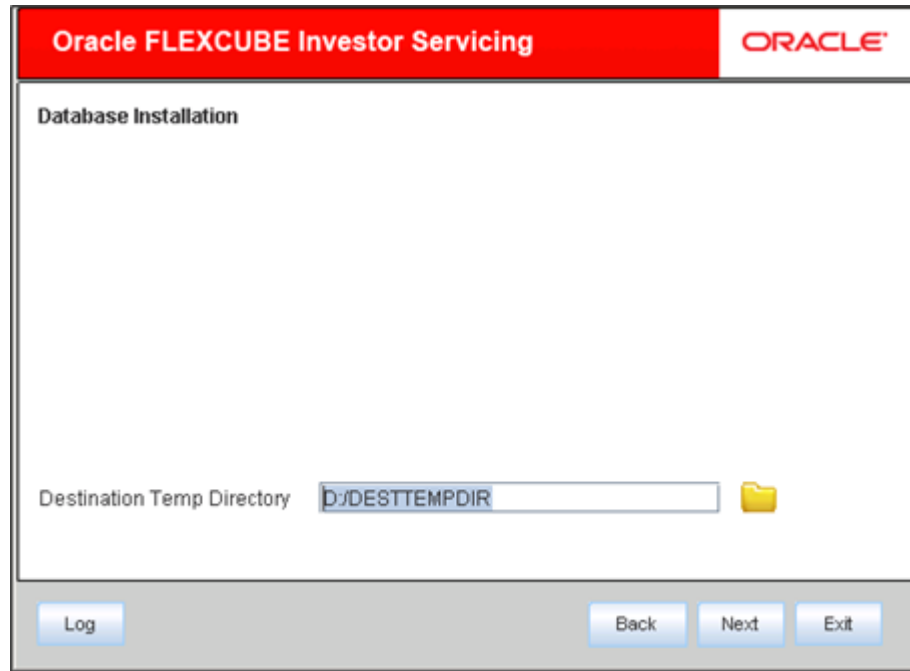 Oracle FLEXCUBE Investor Servicing
ORACLE
Database Installation
Destination Temp Directory
D:/DESTTEMPDIR
Log
Back
Next
Exit